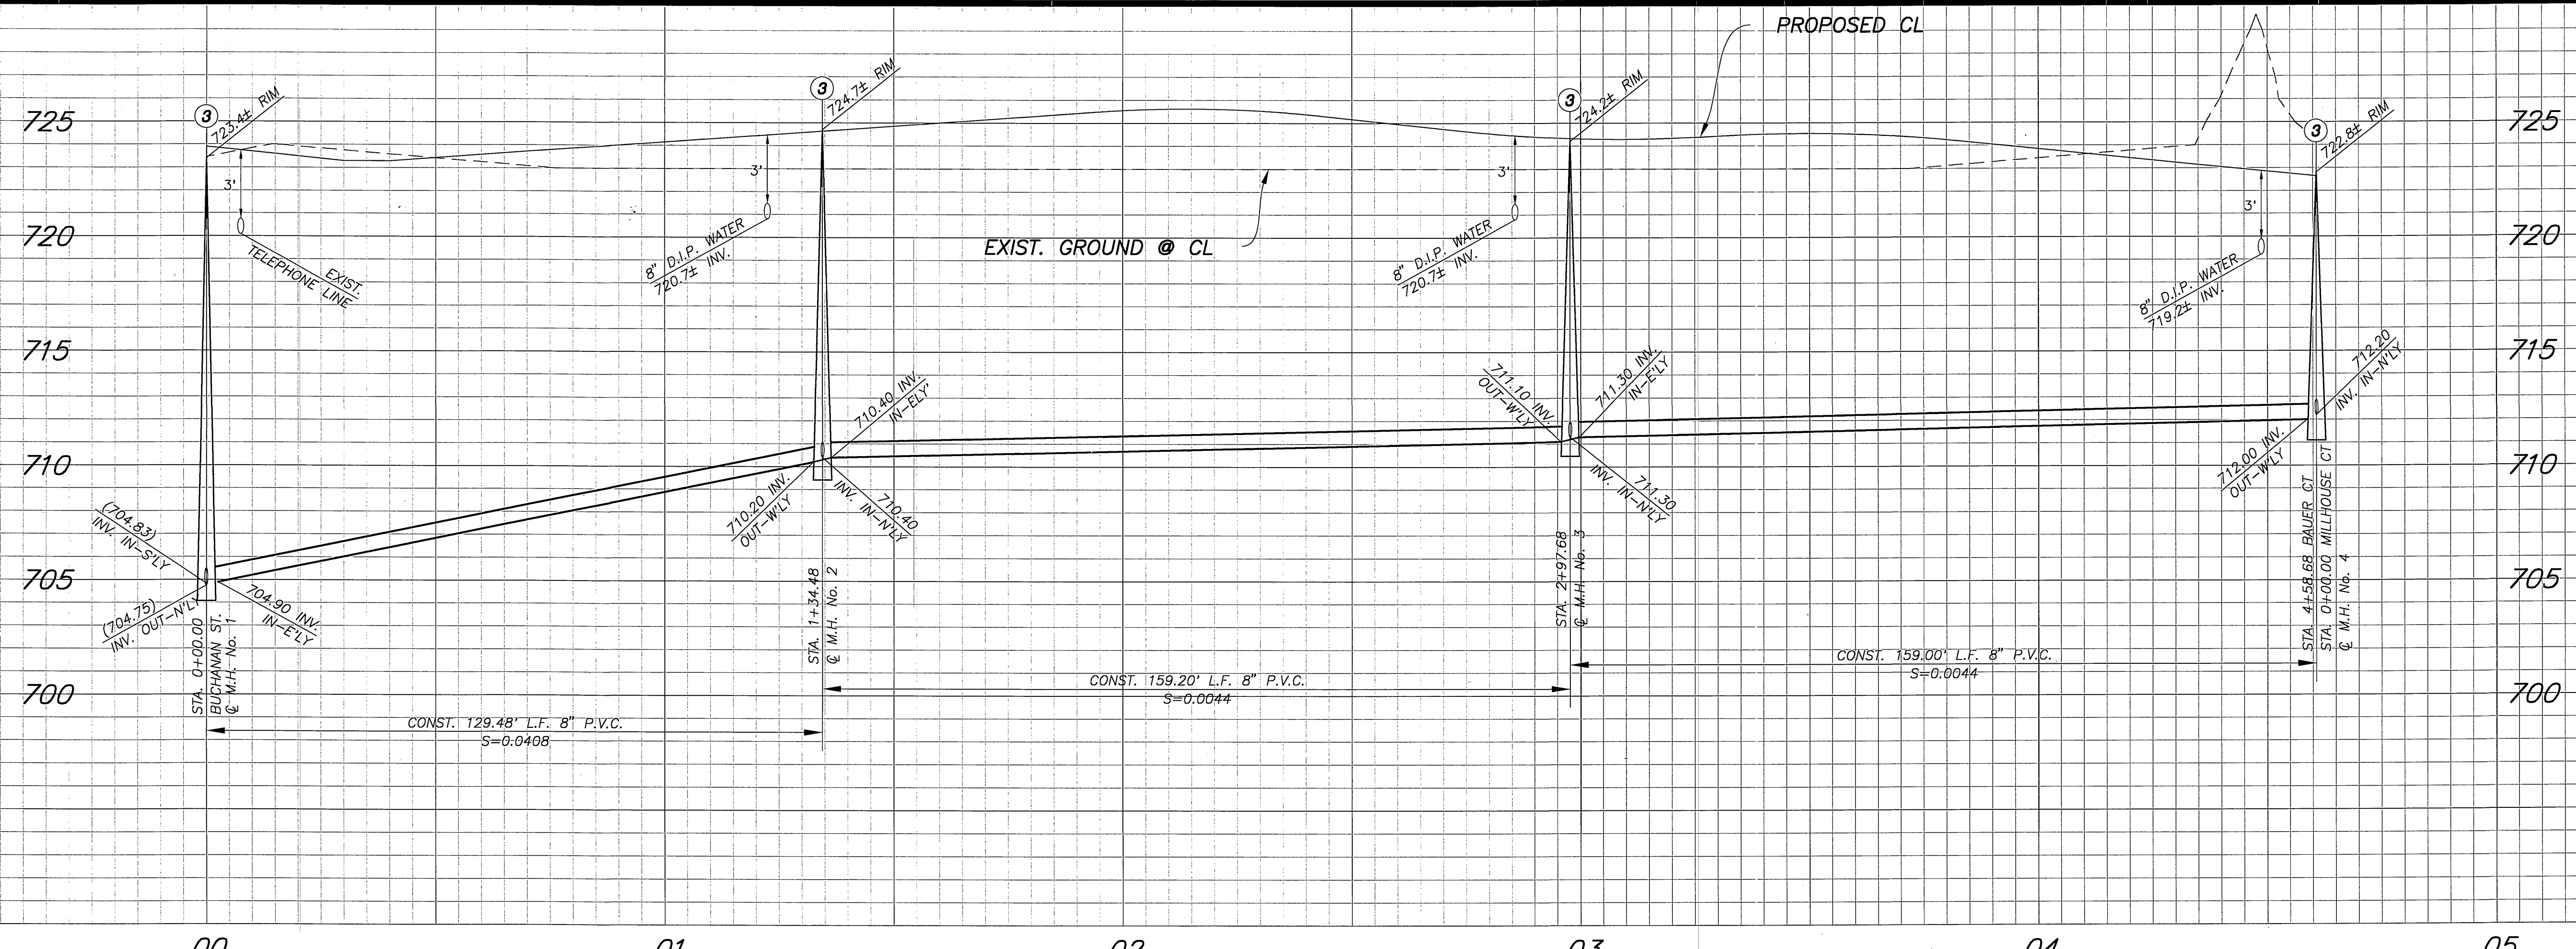 PROPOSED CL
3
723.4± RIM
3
724.7± RIM
3
724.2± RIM
3
722.8± RIM
725
725
3'
3'
3'
3'
720
720
EXIST.
TELEPHONE LINE
8" D.I.P. WATER
720.7± INV.
EXIST. GROUND @ CL
8" D.I.P. WATER
720.7± INV.
8" D.I.P. WATER
719.2± INV.
715
715
710.40 INV.
IN-ELY'
711.10 INV.
OUT-W'LY
711.30 INV.
IN-E'LY
712.20
INV. IN-N'LY
710
710
710.20 INV.
OUT-W'LY
710.40
INV. IN-N'LY
711.30
INV. IN-N'LY
712.00 INV.
OUT-W'LY
(704.83)
INV. IN-S'LY
705
705
(704.75)
INV. OUT-N'LY
704.90 INV.
IN-E'LY
STA. 0+00.00
BUCHANAN ST.
℄ M.H. No. 1
STA. 1+34.48
℄ M.H. No. 2
STA. 2+97.68
℄ M.H. No. 3
STA. 4+58.68 BAUER CT
STA. 0+00.00 MILLHOUSE CT
℄ M.H. No. 4
700
700
CONST. 129.48' L.F. 8" P.V.C.
S=0.0408
CONST. 159.20' L.F. 8" P.V.C.
S=0.0044
CONST. 159.00' L.F. 8" P.V.C.
S=0.0044
00 01 02 03 04 05